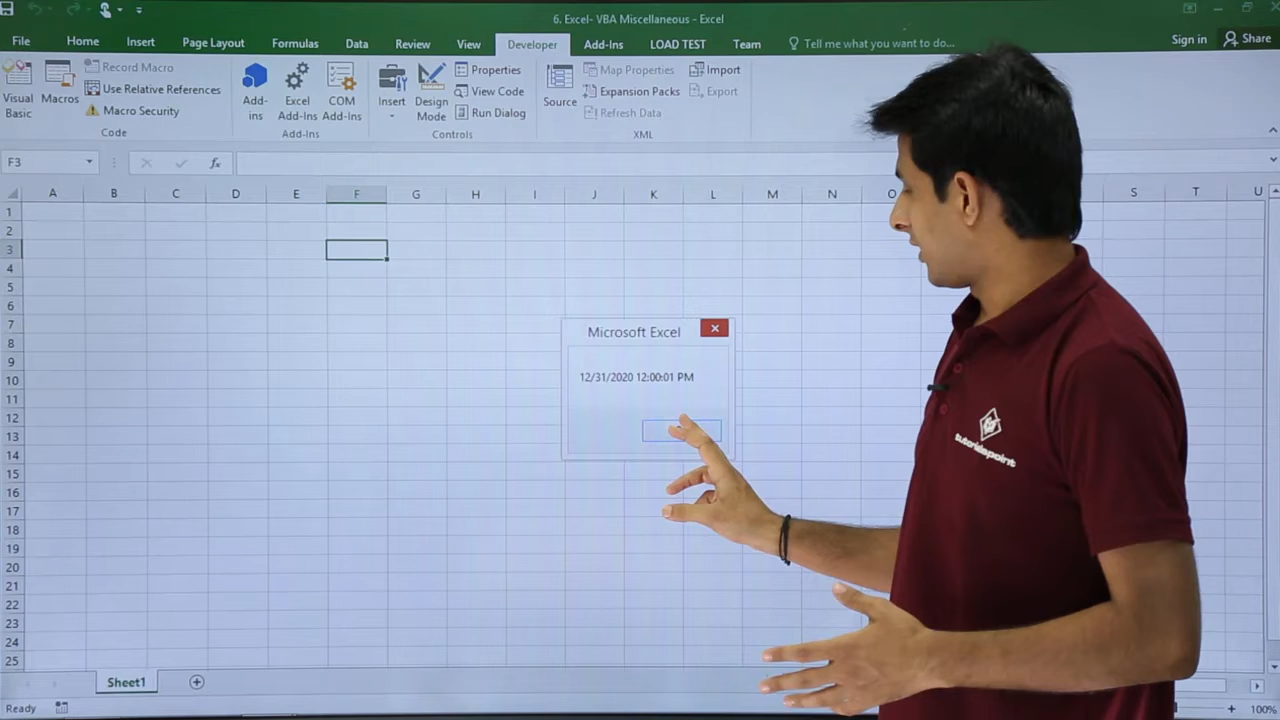 6. Excel- VBA Miscellaneous - Excel
File Home Insert Page Layout Formulas Data Review View Developer Add-Ins LOAD TEST Team Tell me what you want to do... Sign in Share
Visual Basic
Macros
Record Macro
Use Relative References
Macro Security
Code
Add-ins
Excel Add-Ins
COM Add-Ins
Add-Ins
Insert
Design Mode
Properties
View Code
Run Dialog
Controls
Source
Map Properties
Expansion Packs
Refresh Data
Import
Export
XML
F3 fx
A B C D E F G H I J K L M N O S T U
1
2
3
4
5
6
7
8
9
10
11
12
13
14
15
16
17
18
19
20
21
22
23
24
25
Microsoft Excel
12/31/2020 12:00:01 PM
tutorialspoint
Sheet1
Ready
100%